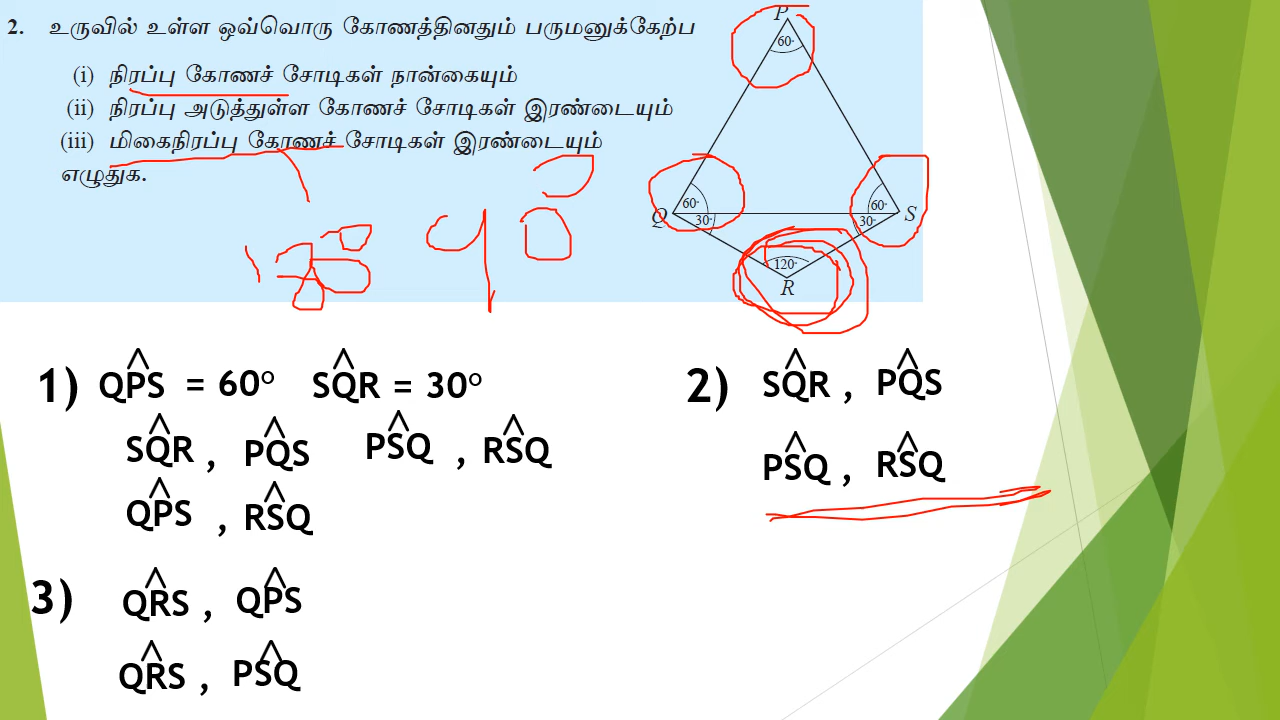 2. உருவில் உள்ள ஒவ்வொரு கோணத்தினதும் பருமனுக்கேற்ப
(i) நிரப்பு கோணச் சோடிகள் நான்கையும்
(ii) நிரப்பு அடுத்துள்ள கோணச் சோடிகள் இரண்டையும்
(iii) மிகைநிரப்பு கோணச் சோடிகள் இரண்டையும்
எழுதுக.
P
60°
Q 60° 60° S
30° 30°
120°
R
180° 90°
1) QP̂S = 60° SQ̂R = 30°
SQ̂R , PQ̂S PŜQ , RŜQ
QP̂S , RŜQ
2) SQ̂R , PQ̂S
PŜQ , RŜQ
3) QR̂S , QP̂S
QR̂S , PŜQ